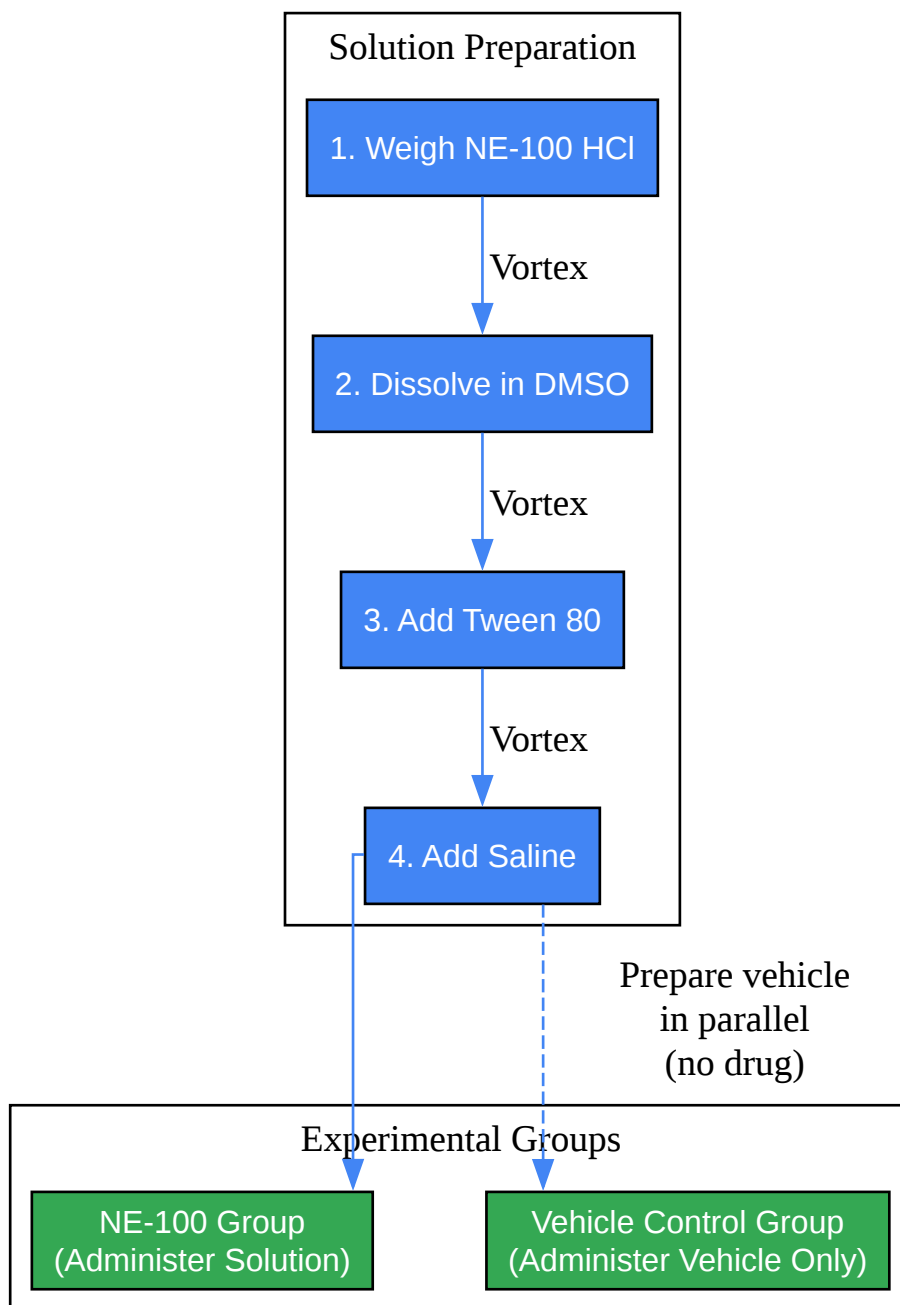 Solution Preparation
1. Weigh NE-100 HCl
Vortex
2. Dissolve in DMSO
Vortex
3. Add Tween 80
Vortex
4. Add Saline
Prepare vehicle
in parallel
(no drug)
Experimental Groups
NE-100 Group
(Administer Solution)
Vehicle Control Group
(Administer Vehicle Only)